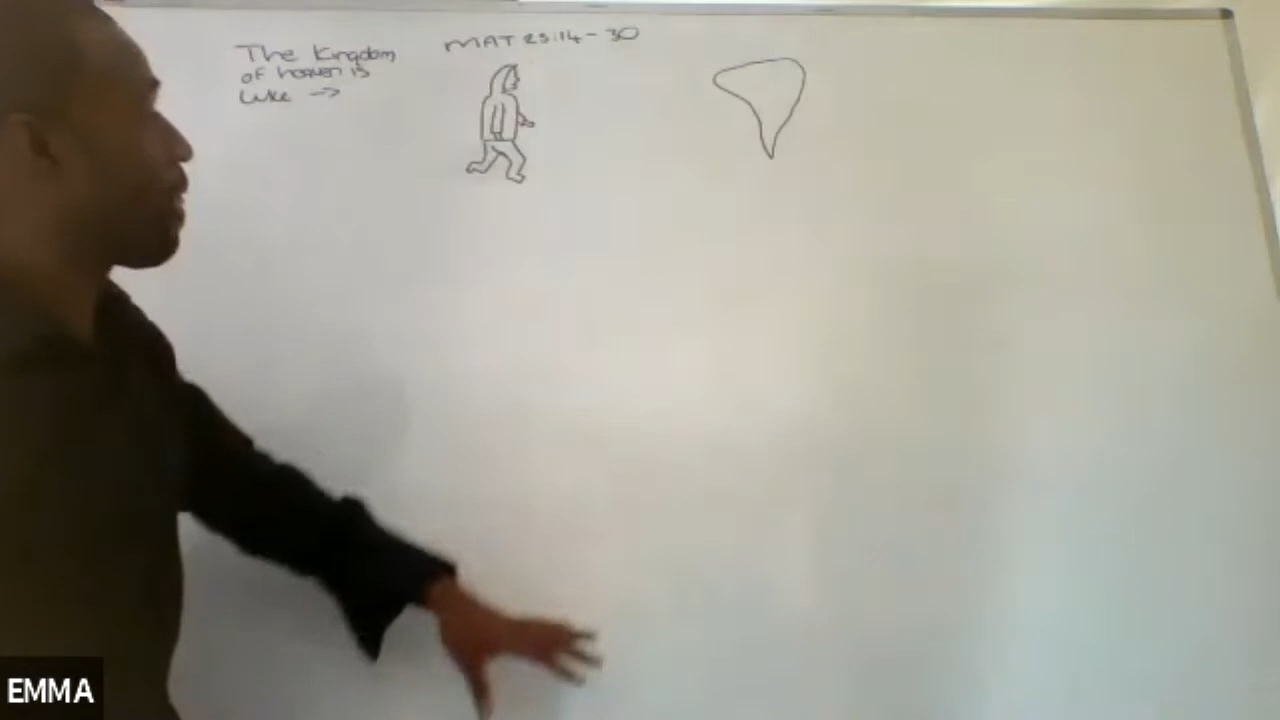 The Kingdom
of heaven is
Like →
MAT 25:14-30
EMMA